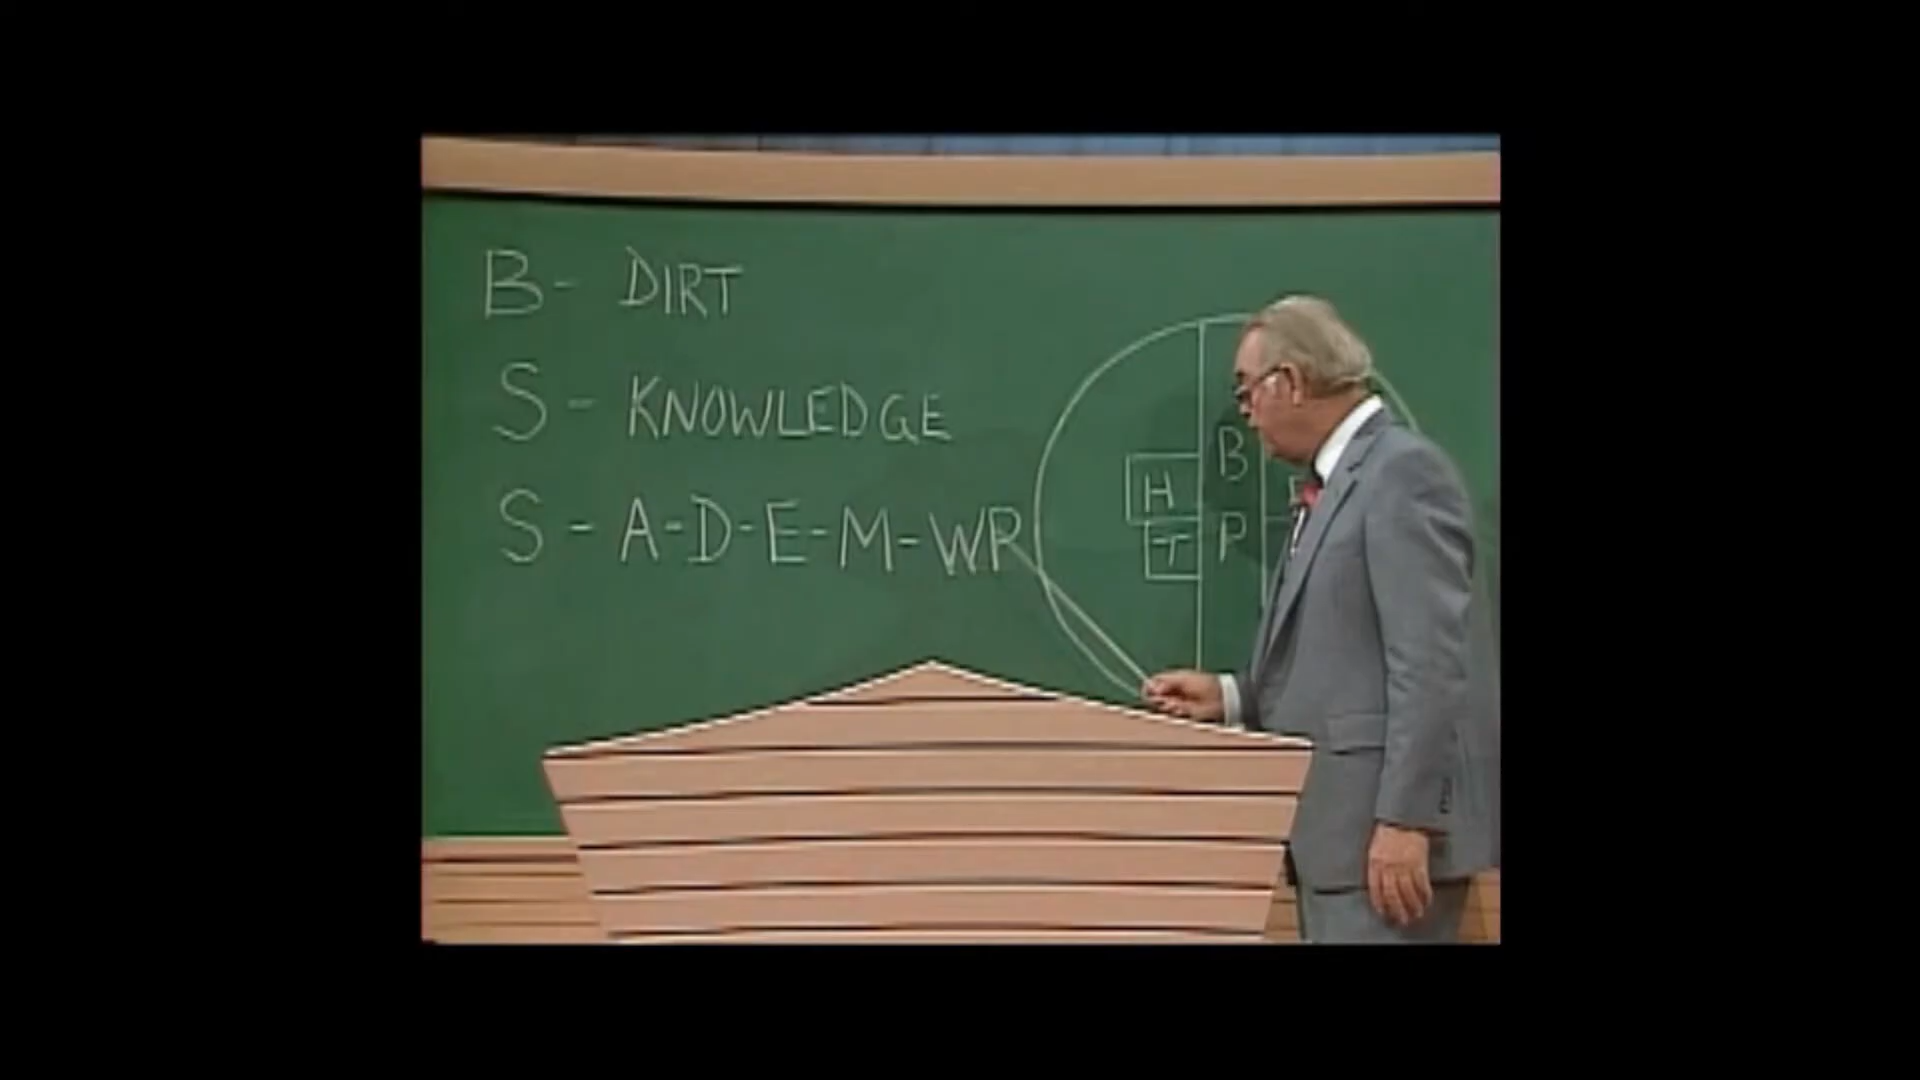 B - DIRT
S - KNOWLEDGE
S - A-D-E-M-WR
B
H
P
T